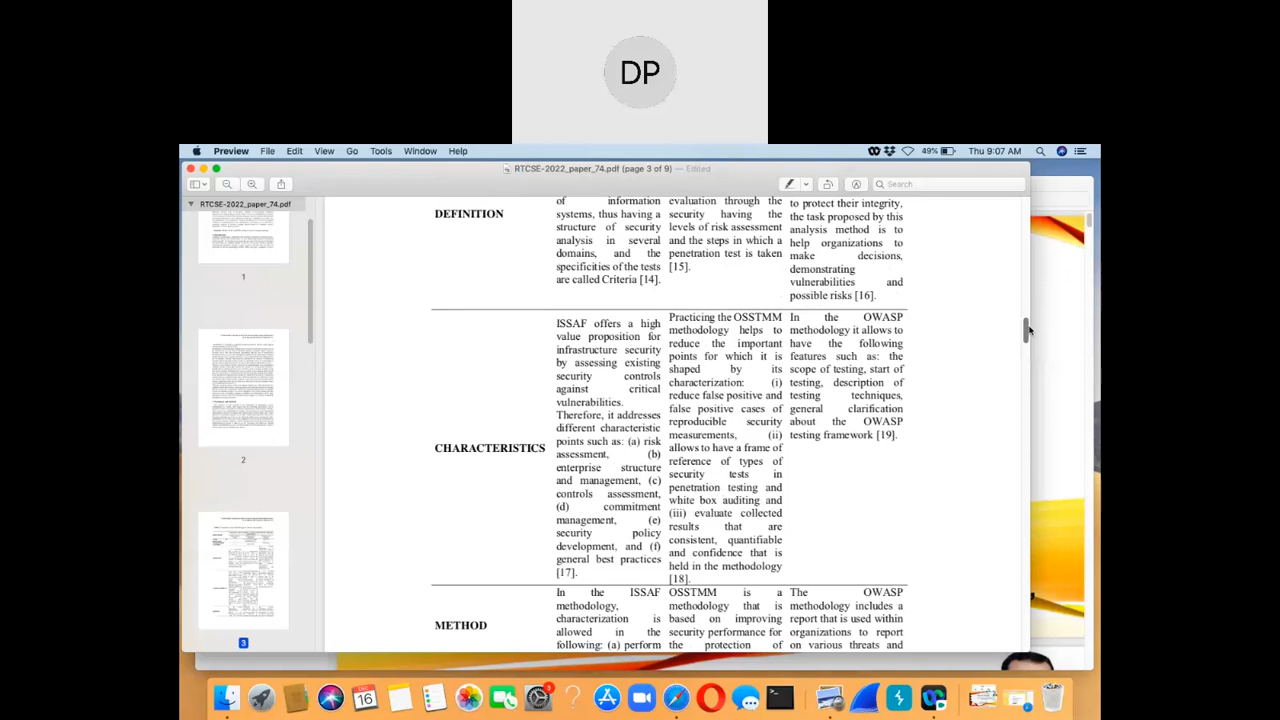 DP
Preview File Edit View Go Tools Window Help 49% Thu 9:07 AM
RTCSE-2022_paper_74.pdf (page 3 of 9) — Edited
Search
RTCSE-2022_paper_74.pdf
1
2
3
DEFINITION
of information
systems, thus having a
structure of security
analysis in several
domains, and the
specificities of the tests
are called Criteria [14].
evaluation through the
security having the
levels of risk assessment
and the steps in which a
penetration test is taken
[15].
to protect their integrity,
the task proposed by this
analysis method is to
help organizations to
make decisions,
demonstrating
vulnerabilities and
possible risks [16].
CHARACTERISTICS
ISSAF offers a high
value proposition for
infrastructure security
by assessing existing
security controls
against critical
vulnerabilities.
Therefore, it addresses
different characteristic
points such as: (a) risk
assessment, (b)
enterprise structure
and management, (c)
controls assessment,
(d) commitment
management, (e)
security policy
development, and (f)
general best practices
[17].
Practicing the OSSTMM
methodology helps to
reduce the important
points for which it is
shaped by its
characterization: (i)
reduce false positive and
false positive cases of
reproducible security
measurements, (ii)
allows to have a frame of
reference of types of
security tests in
penetration testing and
white box auditing and
(iii) evaluate collected
results that are
consistent, quantifiable
and confidence that is
held in the methodology
[18].
In the OWASP
methodology it allows to
have the following
features such as: the
scope of testing, start of
testing, description of
testing techniques,
general clarification
about the OWASP
testing framework [19].
METHOD
In the ISSAF
methodology,
characterization is
allowed in the
following: (a) perform
OSSTMM is a
methodology that is
based on improving
security performance for
the protection of
The OWASP
methodology includes a
report that is used within
organizations to report
on various threats and
DEC
16
3